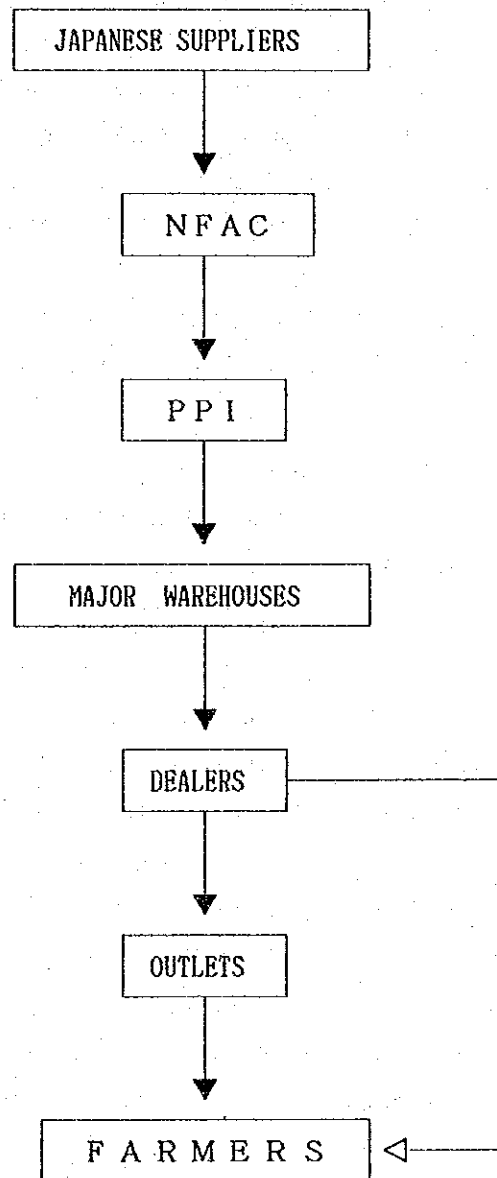 JAPANESE SUPPLIERS
NFAC
PPI
MAJOR WAREHOUSES
DEALERS
OUTLETS
FARMERS